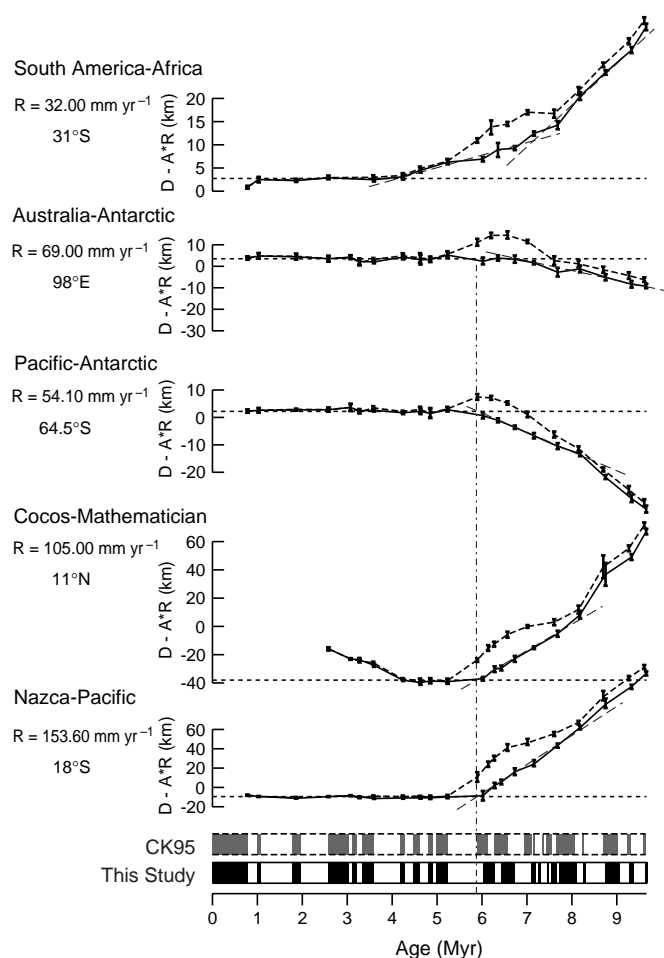 South America-Africa
R = 32.00 mm yr⁻¹
31°S
D - A*R (km)
20
15
10
5
0
Australia-Antarctic
R = 69.00 mm yr⁻¹
98°E
D - A*R (km)
10
0
-10
-20
-30
Pacific-Antarctic
R = 54.10 mm yr⁻¹
64.5°S
D - A*R (km)
10
0
-10
-20
Cocos-Mathematician
R = 105.00 mm yr⁻¹
11°N
D - A*R (km)
60
40
20
0
-20
-40
Nazca-Pacific
R = 153.60 mm yr⁻¹
18°S
D - A*R (km)
60
40
20
0
-20
CK95
This Study
0 1 2 3 4 5 6 7 8 9
Age (Myr)